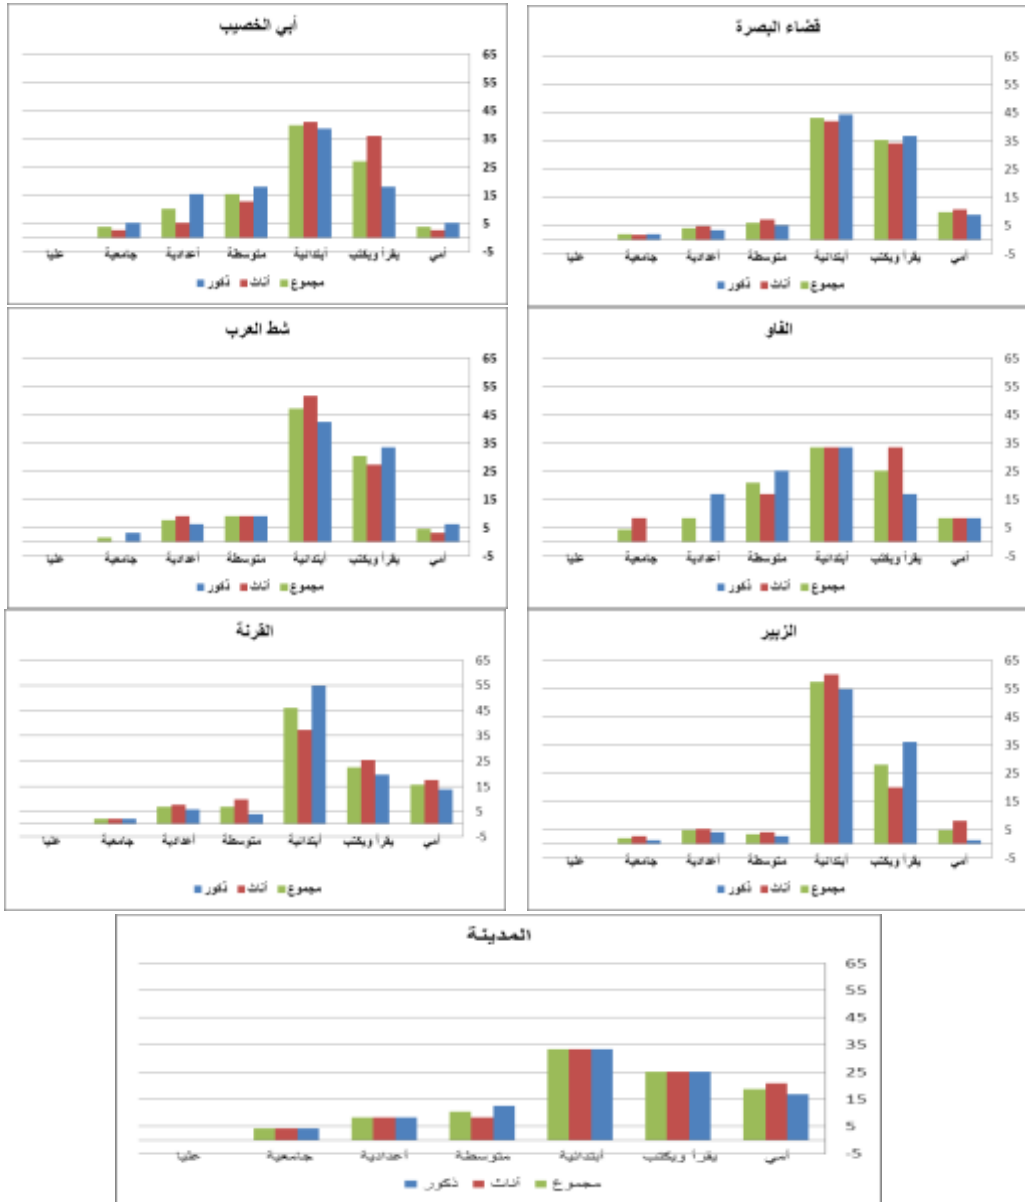 قضاء البصرة
65
55
45
35
25
15
5
-5
أمي يقرأ ويكتب أبتدائية متوسطة أعدادية جامعية عليا
مجموع أناث ذكور
أبي الخصيب
65
55
45
35
25
15
5
-5
أمي يقرأ ويكتب أبتدائية متوسطة أعدادية جامعية عليا
مجموع أناث ذكور
الفاو
65
55
45
35
25
15
5
-5
أمي يقرأ ويكتب أبتدائية متوسطة أعدادية جامعية عليا
مجموع أناث ذكور
شط العرب
65
55
45
35
25
15
5
-5
أمي يقرأ ويكتب أبتدائية متوسطة أعدادية جامعية عليا
مجموع أناث ذكور
الزبير
65
55
45
35
25
15
5
-5
أمي يقرأ ويكتب أبتدائية متوسطة أعدادية جامعية عليا
مجموع أناث ذكور
القرنة
65
55
45
35
25
15
5
-5
أمي يقرأ ويكتب أبتدائية متوسطة أعدادية جامعية عليا
مجموع أناث ذكور
المدينة
65
55
45
35
25
15
5
-5
أمي يقرأ ويكتب أبتدائية متوسطة أعدادية جامعية عليا
مجموع أناث ذكور